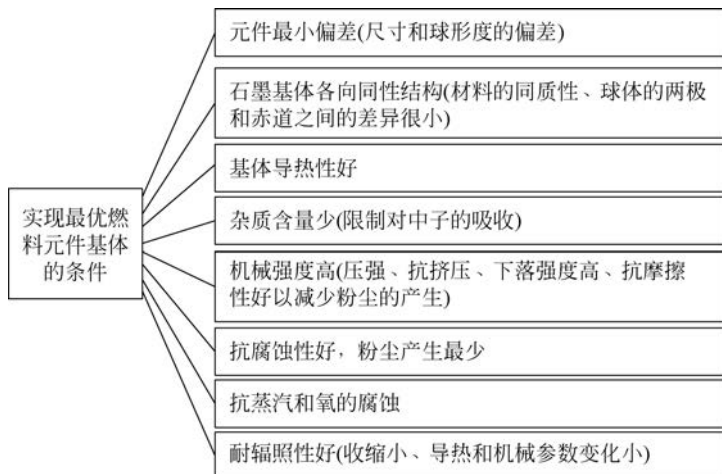 实现最优燃
料元件基体
的条件
元件最小偏差(尺寸和球形度的偏差)
石墨基体各向同性结构(材料的同质性、球体的两极
和赤道之间的差异很小)
基体导热性好
杂质含量少(限制对中子的吸收)
机械强度高(压强、抗挤压、下落强度高、抗摩擦
性好以减少粉尘的产生)
抗腐蚀性好，粉尘产生最少
抗蒸汽和氧的腐蚀
耐辐照性好(收缩小、导热和机械参数变化小)